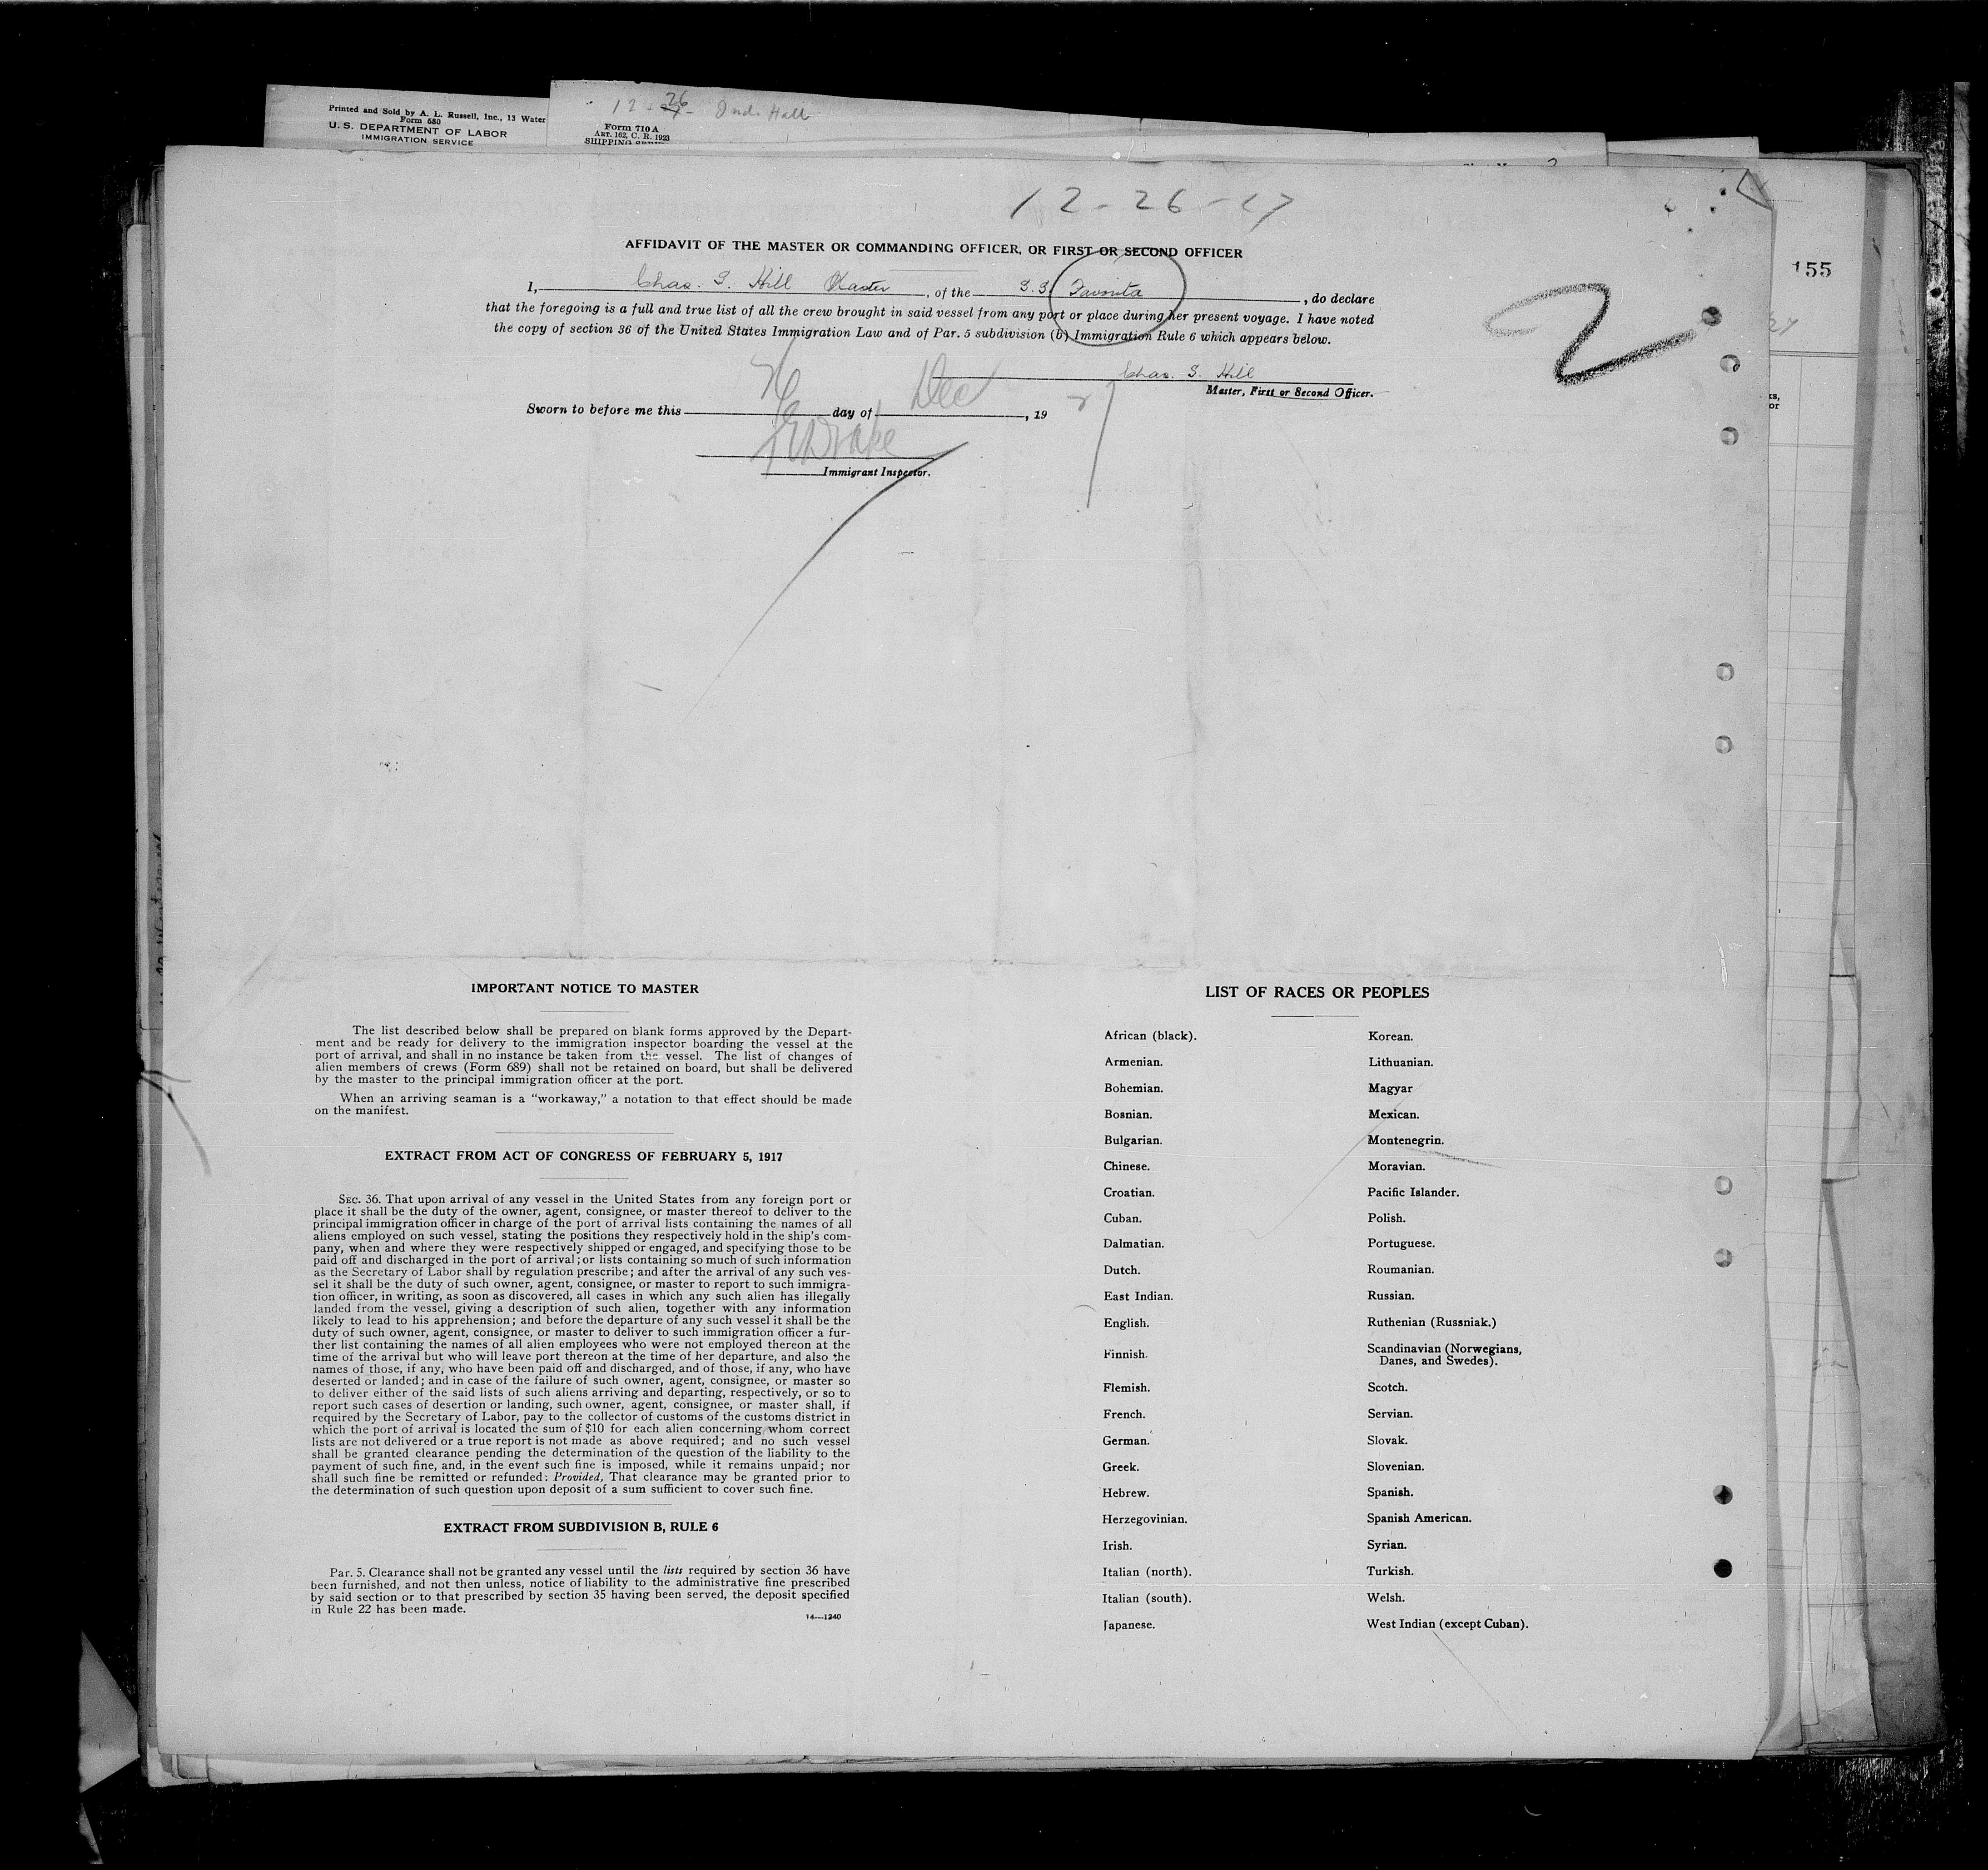 Printed and Sold by A. L. Russell, Inc., 13 Water
Form 680
U. S. DEPARTMENT OF LABOR
IMMIGRATION SERVICE
12-26- Hall
Form 710 A
ART. 162, C. R. 1923
SHIPPING
155
27
12-26-27
2
AFFIDAVIT OF THE MASTER OR COMMANDING OFFICER, OR FIRST OR SECOND OFFICER
I, Chas. S. Hill Master, of the S.S. Favorita, do declare
that the foregoing is a full and true list of all the crew brought in said vessel from any port or place during her present voyage. I have noted
the copy of section 36 of the United States Immigration Law and of Par. 5 subdivision (b) Immigration Rule 6 which appears below.
Chas. S. Hill
Master, First or Second Officer.
Sworn to before me this 26 day of Dec, 1927
Drake
Immigrant Inspector.
IMPORTANT NOTICE TO MASTER
The list described below shall be prepared on blank forms approved by the Depart-
ment and be ready for delivery to the immigration inspector boarding the vessel at the
port of arrival, and shall in no instance be taken from the vessel. The list of changes of
alien members of crews (Form 689) shall not be retained on board, but shall be delivered
by the master to the principal immigration officer at the port.
When an arriving seaman is a "workaway," a notation to that effect should be made
on the manifest.
EXTRACT FROM ACT OF CONGRESS OF FEBRUARY 5, 1917
SEC. 36. That upon arrival of any vessel in the United States from any foreign port or
place it shall be the duty of the owner, agent, consignee, or master thereof to deliver to the
principal immigration officer in charge of the port of arrival lists containing the names of all
aliens employed on such vessel, stating the positions they respectively hold in the ship's com-
pany, when and where they were respectively shipped or engaged, and specifying those to be
paid off and discharged in the port of arrival; or lists containing so much of such information
as the Secretary of Labor shall by regulation prescribe; and after the arrival of any such ves-
sel it shall be the duty of such owner, agent, consignee, or master to report to such immigra-
tion officer, in writing, as soon as discovered, all cases in which any such alien has illegally
landed from the vessel, giving a description of such alien, together with any information
likely to lead to his apprehension; and before the departure of any such vessel it shall be the
duty of such owner, agent, consignee, or master to deliver to such immigration officer a fur-
ther list containing the names of all alien employees who were not employed thereon at the
time of the arrival but who will leave port thereon at the time of her departure, and also the
names of those, if any, who have been paid off and discharged, and of those, if any, who have
deserted or landed; and in case of the failure of such owner, agent, consignee, or master so
to deliver either of the said lists of such aliens arriving and departing, respectively, or so to
report such cases of desertion or landing, such owner, agent, consignee, or master shall, if
required by the Secretary of Labor, pay to the collector of customs of the customs district in
which the port of arrival is located the sum of $10 for each alien concerning whom correct
lists are not delivered or a true report is not made as above required; and no such vessel
shall be granted clearance pending the determination of the question of the liability to the
payment of such fine, and, in the event such fine is imposed, while it remains unpaid; nor
shall such fine be remitted or refunded: Provided, That clearance may be granted prior to
the determination of such question upon deposit of a sum sufficient to cover such fine.
EXTRACT FROM SUBDIVISION B, RULE 6
Par. 5. Clearance shall not be granted any vessel until the lists required by section 36 have
been furnished, and not then unless, notice of liability to the administrative fine prescribed
by said section or to that prescribed by section 35 having been served, the deposit specified
in Rule 22 has been made.
14—1240
LIST OF RACES OR PEOPLES
African (black).
Armenian.
Bohemian.
Bosnian.
Bulgarian.
Chinese.
Croatian.
Cuban.
Dalmatian.
Dutch.
East Indian.
English.
Finnish.
Flemish.
French.
German.
Greek.
Hebrew.
Herzegovinian.
Irish.
Italian (north).
Italian (south).
Japanese.
Korean.
Lithuanian.
Magyar
Mexican.
Montenegrin.
Moravian.
Pacific Islander.
Polish.
Portuguese.
Roumanian.
Russian.
Ruthenian (Russniak.)
Scandinavian (Norwegians,
Danes, and Swedes).
Scotch.
Servian.
Slovak.
Slovenian.
Spanish.
Spanish American.
Syrian.
Turkish.
Welsh.
West Indian (except Cuban).